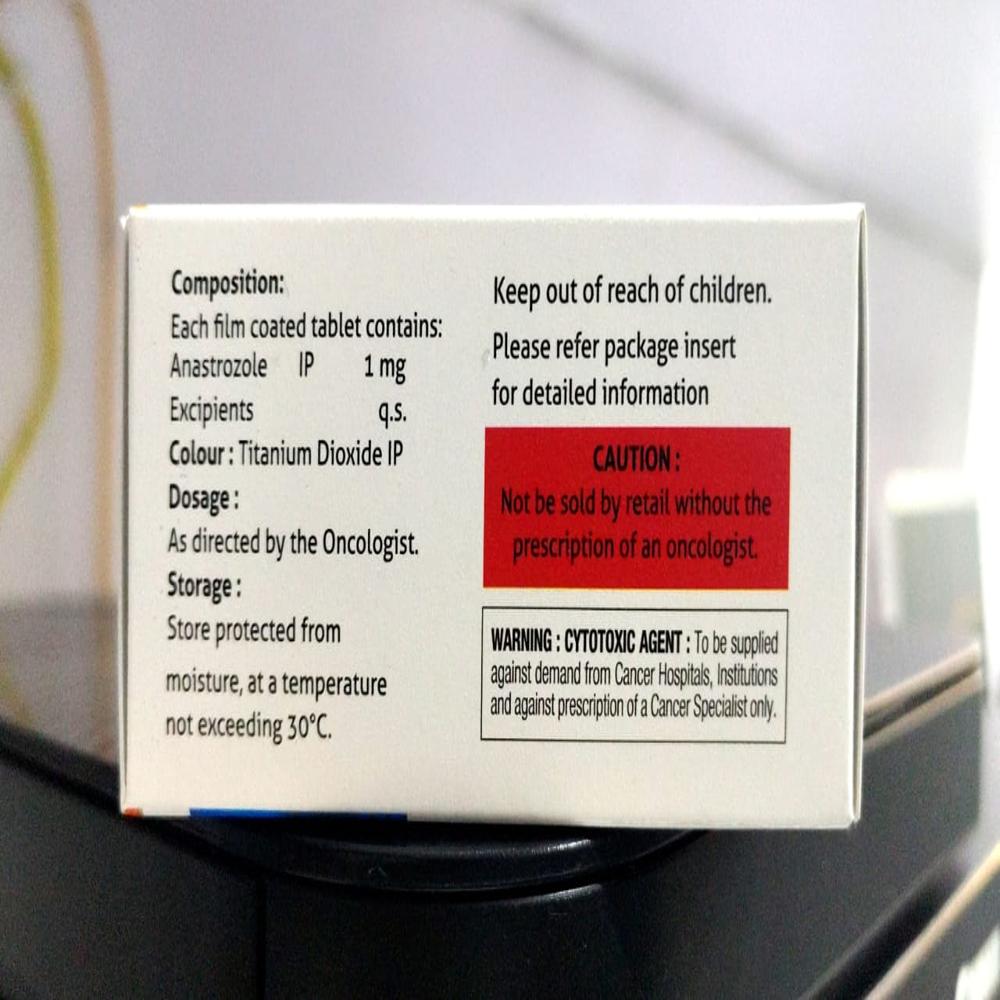 Composition:
Each film coated tablet contains:
Anastrozole IP 1 mg
Excipients q.s.
Colour : Titanium Dioxide IP
Dosage :
As directed by the Oncologist.
Storage :
Store protected from
moisture, at a temperature
not exceeding 30°C.
Keep out of reach of children.
Please refer package insert
for detailed information
CAUTION :
Not be sold by retail without the
prescription of an oncologist.
WARNING : CYTOTOXIC AGENT : To be supplied
against demand from Cancer Hospitals, Institutions
and against prescription of a Cancer Specialist only.